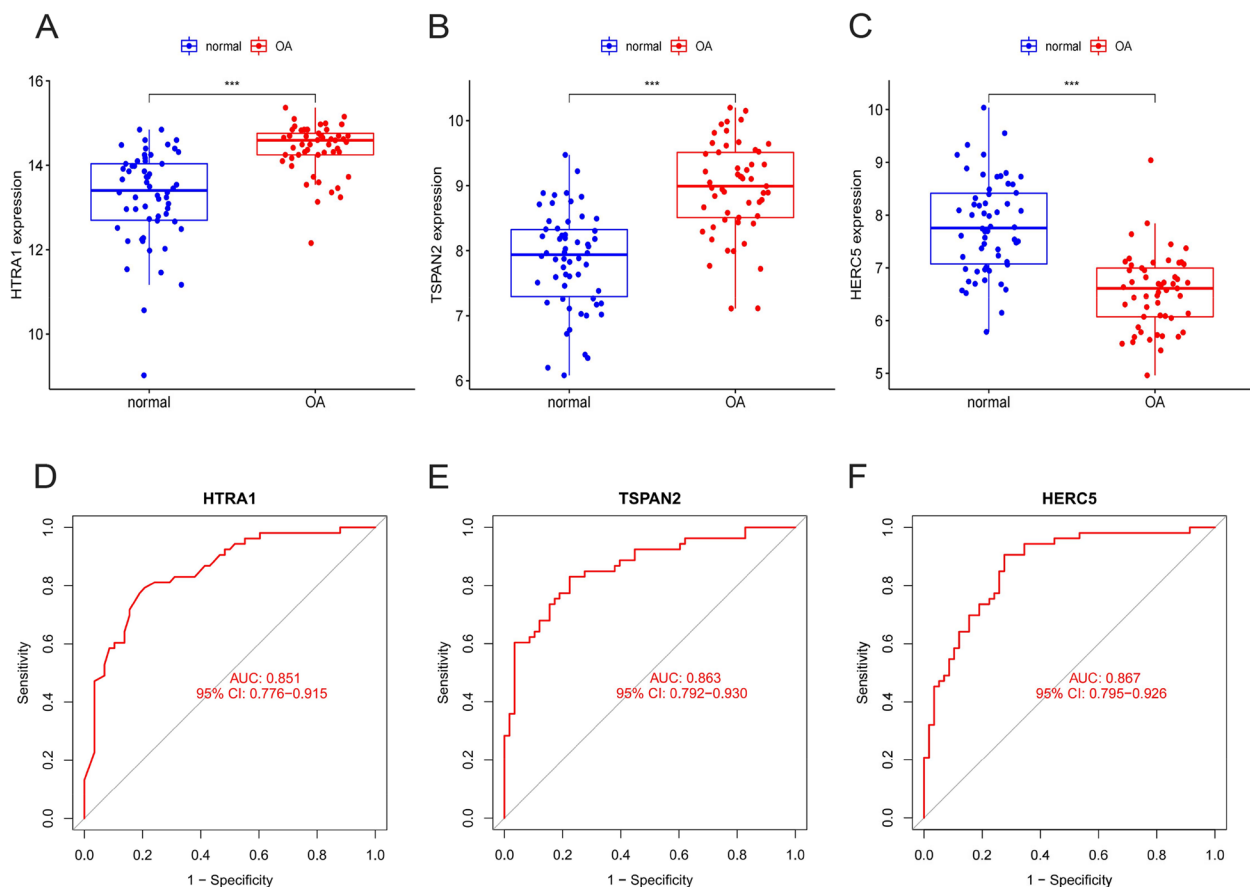 A
B
C
normal OA
normal OA
normal OA
***
***
***
HTRA1 expression
16
14
12
10
normal OA
TSPAN2 expression
10
9
8
7
6
normal OA
HERC5 expression
10
9
8
7
6
5
normal OA
D
E
F
HTRA1
TSPAN2
HERC5
Sensitivity
1.0
0.8
0.6
0.4
0.2
0.0
AUC: 0.851
95% CI: 0.776−0.915
0.0 0.2 0.4 0.6 0.8 1.0
1 − Specificity
Sensitivity
1.0
0.8
0.6
0.4
0.2
0.0
AUC: 0.863
95% CI: 0.792−0.930
0.0 0.2 0.4 0.6 0.8 1.0
1 − Specificity
Sensitivity
1.0
0.8
0.6
0.4
0.2
0.0
AUC: 0.867
95% CI: 0.795−0.926
0.0 0.2 0.4 0.6 0.8 1.0
1 − Specificity